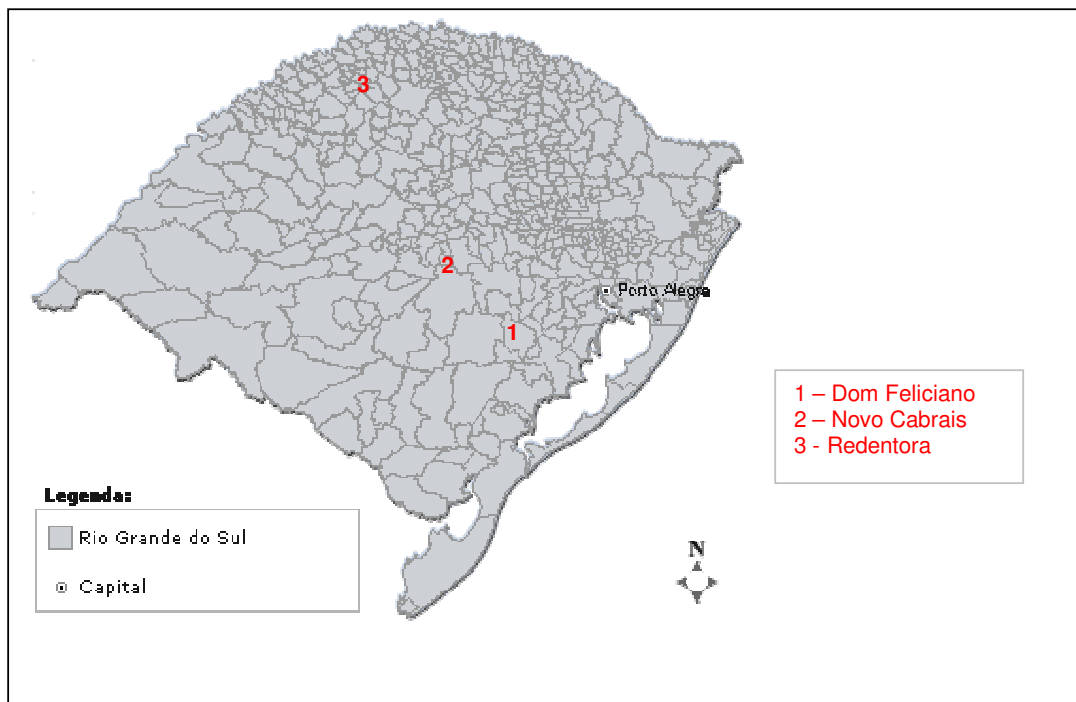 3
2
Porto Alegre
1
1 – Dom Feliciano
2 – Novo Cabrais
3 - Redentora
Legenda:
Rio Grande do Sul
Capital
N